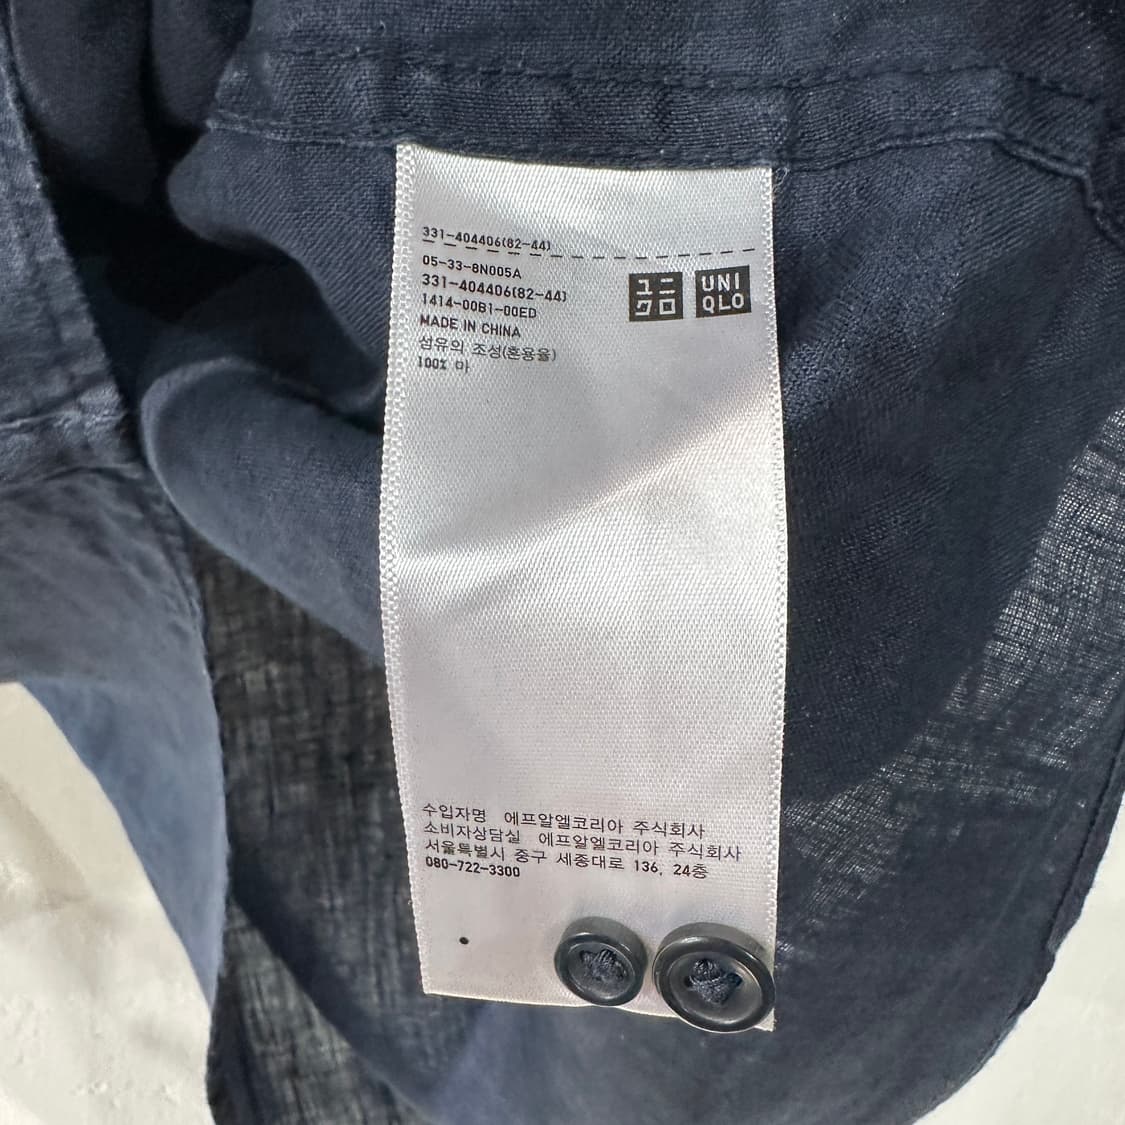 331-404406(82-44)
05-33-8N005A
331-404406(82-44)
1414-00B1-00ED
MADE IN CHINA
섬유의 조성(혼용율)
100% 마
ユニ
クロ
UNI
QLO
수입자명 에프알엘코리아 주식회사
소비자상담실 에프알엘코리아 주식회사
서울특별시 중구 세종대로 136, 24층
080-722-3300